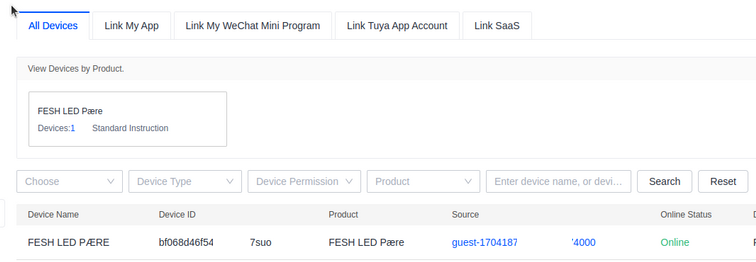 All Devices Link My App Link My WeChat Mini Program Link Tuya App Account Link SaaS
View Devices by Product.
FESH LED Pære
Devices:1 Standard Instruction
Choose Device Type Device Permission Product Enter device name, or devi... Search Reset
Device Name Device ID Product Source Online Status
FESH LED PÆRE bf068d46f54 7suo FESH LED Pære guest-1704187 '4000 Online